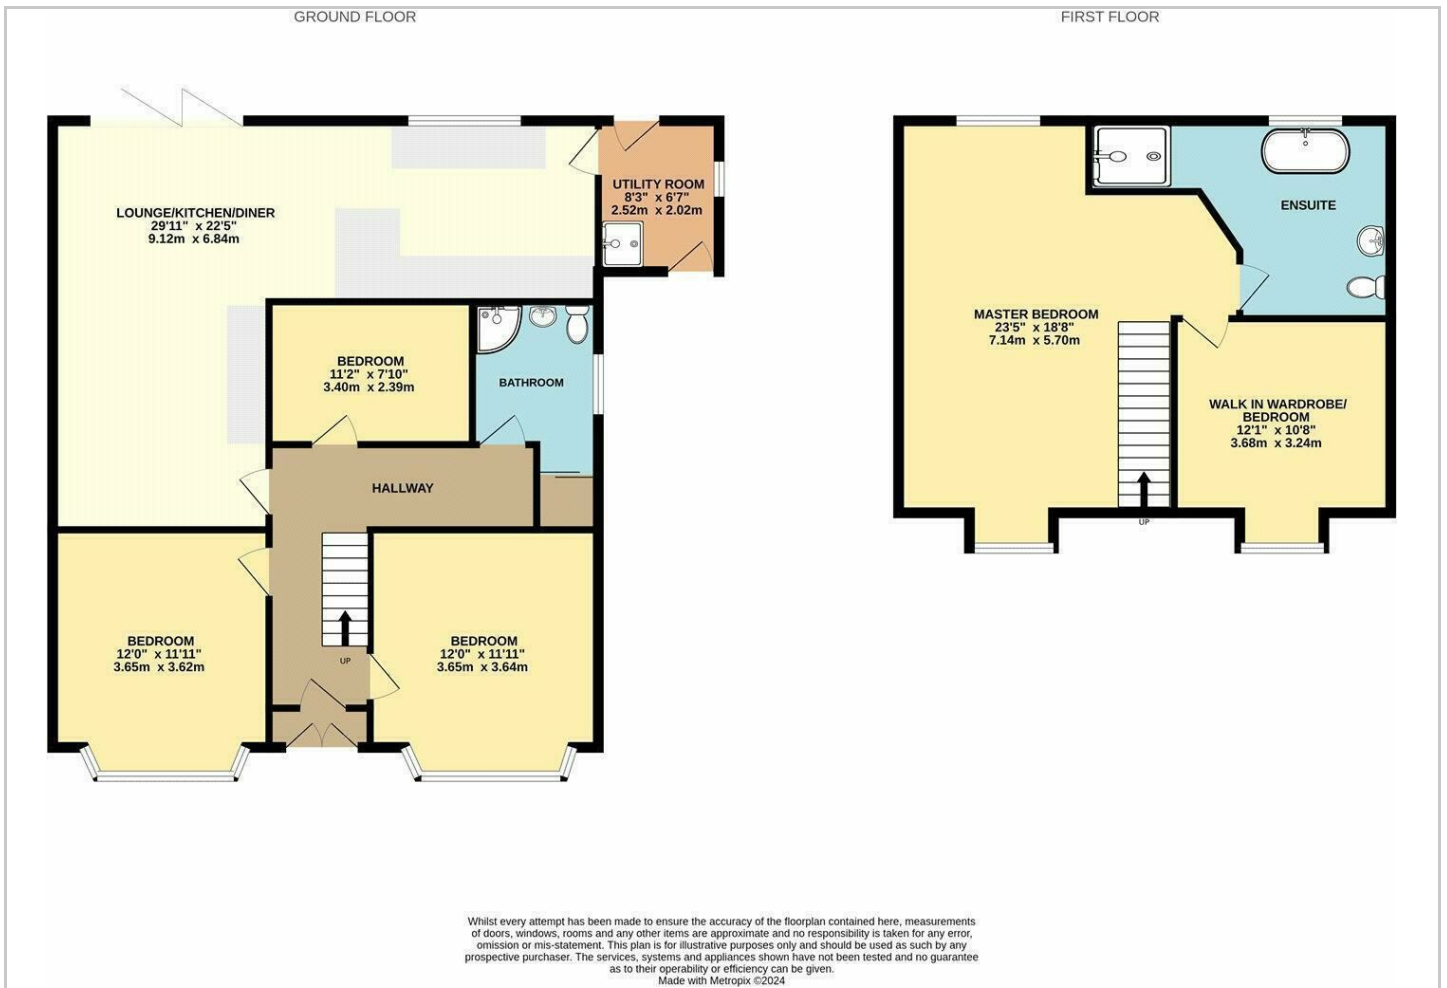 GROUND FLOOR
LOUNGE/KITCHEN/DINER
29'11" x 22'5"
9.12m x 6.84m
UTILITY ROOM
8'3" x 6'7"
2.52m x 2.02m
BEDROOM
11'2" x 7'10"
3.40m x 2.39m
BATHROOM
HALLWAY
BEDROOM
12'0" x 11'11"
3.65m x 3.62m
UP
BEDROOM
12'0" x 11'11"
3.65m x 3.64m
FIRST FLOOR
ENSUITE
MASTER BEDROOM
23'5" x 18'8"
7.14m x 5.70m
WALK IN WARDROBE/
BEDROOM
12'1" x 10'8"
3.68m x 3.24m
UP
Whilst every attempt has been made to ensure the accuracy of the floorplan contained here, measurements
of doors, windows, rooms and any other items are approximate and no responsibility is taken for any error,
omission or mis-statement. This plan is for illustrative purposes only and should be used as such by any
prospective purchaser. The services, systems and appliances shown have not been tested and no guarantee
as to their operability or efficiency can be given.
Made with Metropix ©2024